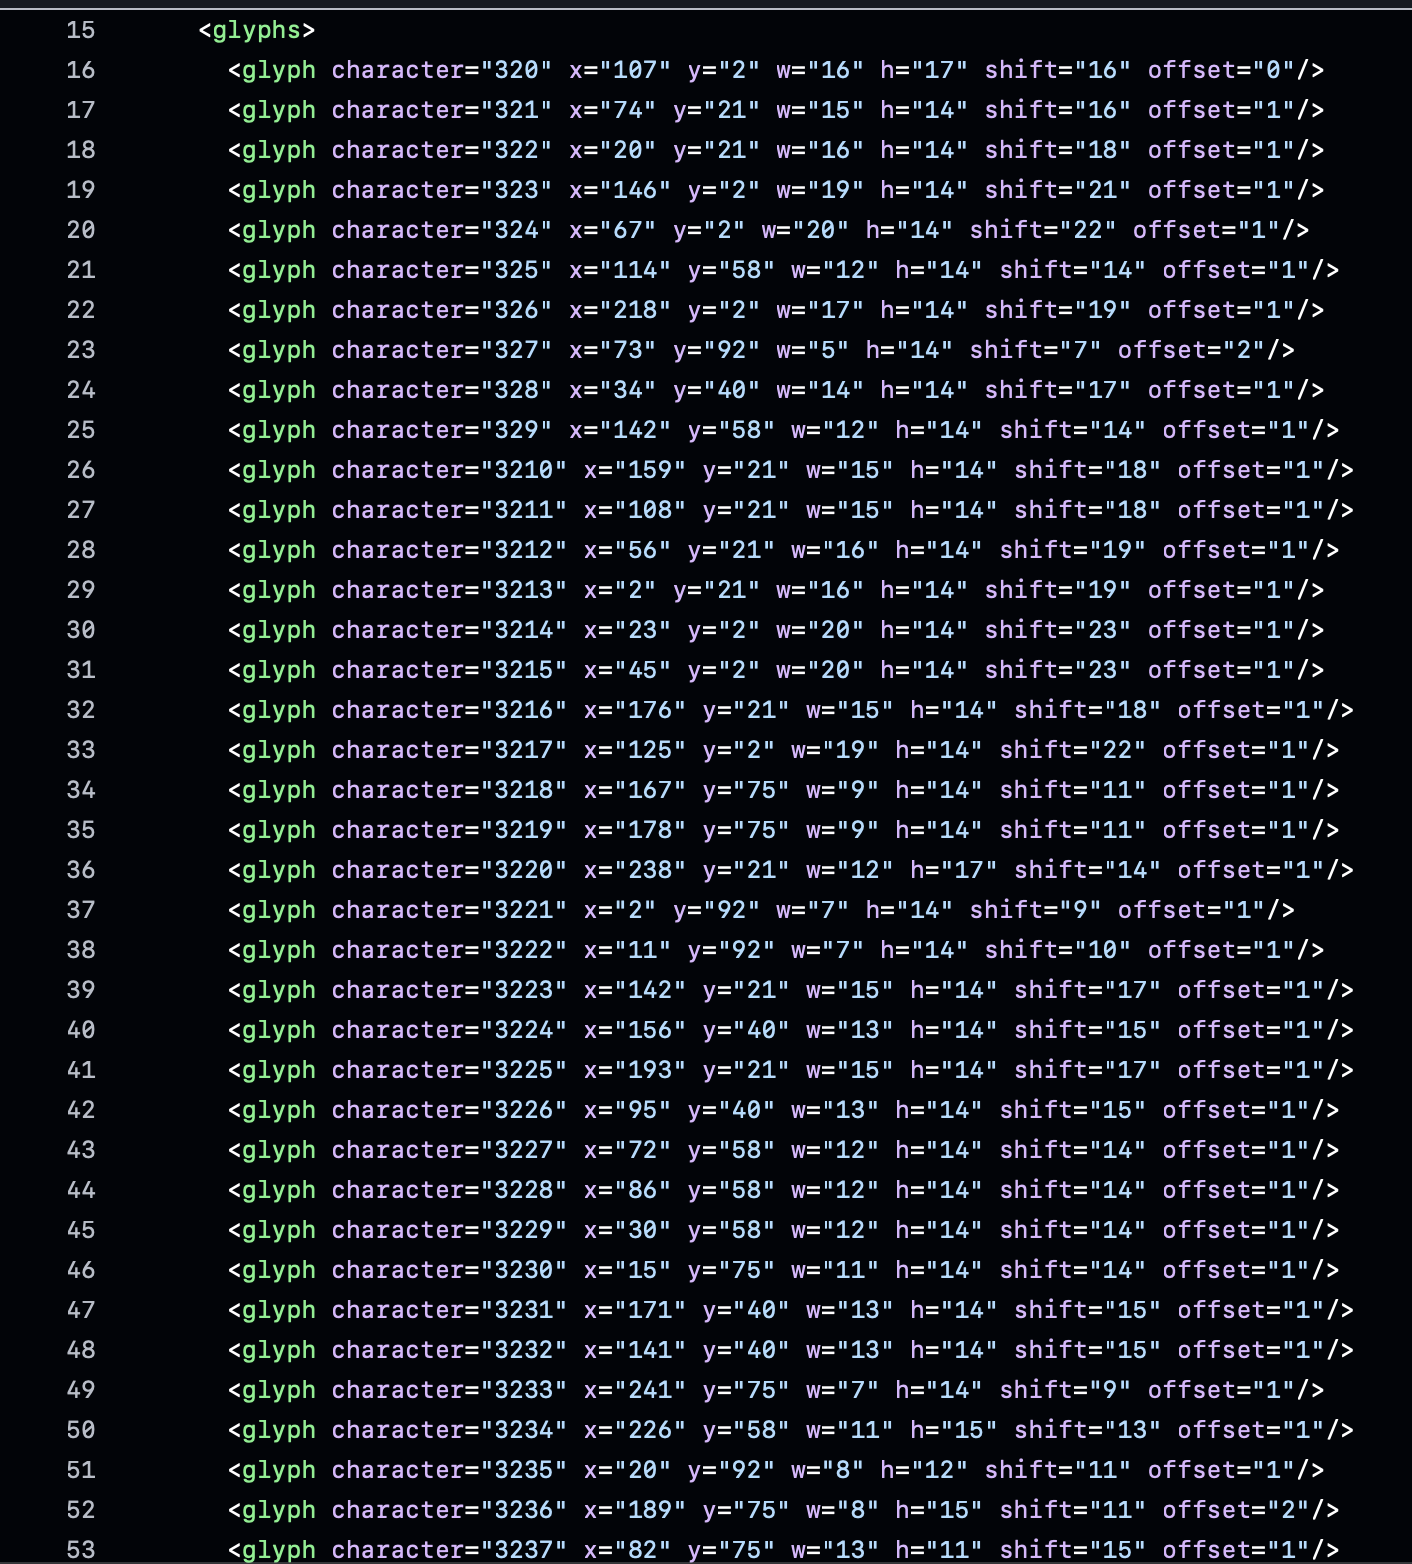 15 <glyphs>
16 <glyph character="320" x="107" y="2" w="16" h="17" shift="16" offset="0"/>
17 <glyph character="321" x="74" y="21" w="15" h="14" shift="16" offset="1"/>
18 <glyph character="322" x="20" y="21" w="16" h="14" shift="18" offset="1"/>
19 <glyph character="323" x="146" y="2" w="19" h="14" shift="21" offset="1"/>
20 <glyph character="324" x="67" y="2" w="20" h="14" shift="22" offset="1"/>
21 <glyph character="325" x="114" y="58" w="12" h="14" shift="14" offset="1"/>
22 <glyph character="326" x="218" y="2" w="17" h="14" shift="19" offset="1"/>
23 <glyph character="327" x="73" y="92" w="5" h="14" shift="7" offset="2"/>
24 <glyph character="328" x="34" y="40" w="14" h="14" shift="17" offset="1"/>
25 <glyph character="329" x="142" y="58" w="12" h="14" shift="14" offset="1"/>
26 <glyph character="3210" x="159" y="21" w="15" h="14" shift="18" offset="1"/>
27 <glyph character="3211" x="108" y="21" w="15" h="14" shift="18" offset="1"/>
28 <glyph character="3212" x="56" y="21" w="16" h="14" shift="19" offset="1"/>
29 <glyph character="3213" x="2" y="21" w="16" h="14" shift="19" offset="1"/>
30 <glyph character="3214" x="23" y="2" w="20" h="14" shift="23" offset="1"/>
31 <glyph character="3215" x="45" y="2" w="20" h="14" shift="23" offset="1"/>
32 <glyph character="3216" x="176" y="21" w="15" h="14" shift="18" offset="1"/>
33 <glyph character="3217" x="125" y="2" w="19" h="14" shift="22" offset="1"/>
34 <glyph character="3218" x="167" y="75" w="9" h="14" shift="11" offset="1"/>
35 <glyph character="3219" x="178" y="75" w="9" h="14" shift="11" offset="1"/>
36 <glyph character="3220" x="238" y="21" w="12" h="17" shift="14" offset="1"/>
37 <glyph character="3221" x="2" y="92" w="7" h="14" shift="9" offset="1"/>
38 <glyph character="3222" x="11" y="92" w="7" h="14" shift="10" offset="1"/>
39 <glyph character="3223" x="142" y="21" w="15" h="14" shift="17" offset="1"/>
40 <glyph character="3224" x="156" y="40" w="13" h="14" shift="15" offset="1"/>
41 <glyph character="3225" x="193" y="21" w="15" h="14" shift="17" offset="1"/>
42 <glyph character="3226" x="95" y="40" w="13" h="14" shift="15" offset="1"/>
43 <glyph character="3227" x="72" y="58" w="12" h="14" shift="14" offset="1"/>
44 <glyph character="3228" x="86" y="58" w="12" h="14" shift="14" offset="1"/>
45 <glyph character="3229" x="30" y="58" w="12" h="14" shift="14" offset="1"/>
46 <glyph character="3230" x="15" y="75" w="11" h="14" shift="14" offset="1"/>
47 <glyph character="3231" x="171" y="40" w="13" h="14" shift="15" offset="1"/>
48 <glyph character="3232" x="141" y="40" w="13" h="14" shift="15" offset="1"/>
49 <glyph character="3233" x="241" y="75" w="7" h="14" shift="9" offset="1"/>
50 <glyph character="3234" x="226" y="58" w="11" h="15" shift="13" offset="1"/>
51 <glyph character="3235" x="20" y="92" w="8" h="12" shift="11" offset="1"/>
52 <glyph character="3236" x="189" y="75" w="8" h="15" shift="11" offset="2"/>
53 <glyph character="3237" x="82" y="75" w="13" h="11" shift="15" offset="1"/>